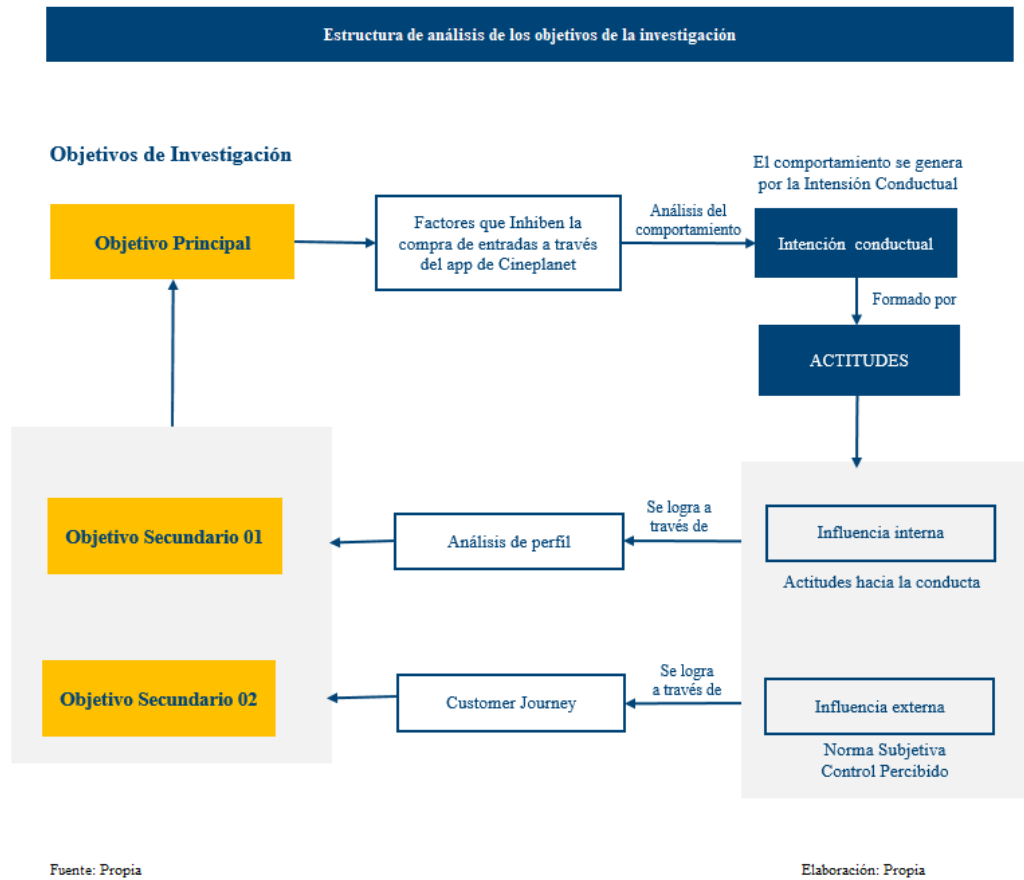 Estructura de análisis de los objetivos de la investigación
Objetivos de Investigación
El comportamiento se genera
por la Intensión Conductual
Objetivo Principal
Factores que Inhiben la
compra de entradas a través
del app de Cineplanet
Análisis del
comportamiento
Intención conductual
Formado por
ACTITUDES
Objetivo Secundario 01
Análisis de perfil
Se logra a
través de
Influencia interna
Actitudes hacia la conducta
Objetivo Secundario 02
Customer Journey
Se logra
a través de
Influencia externa
Norma Subjetiva
Control Percibido
Fuente: Propia
Elaboración: Propia